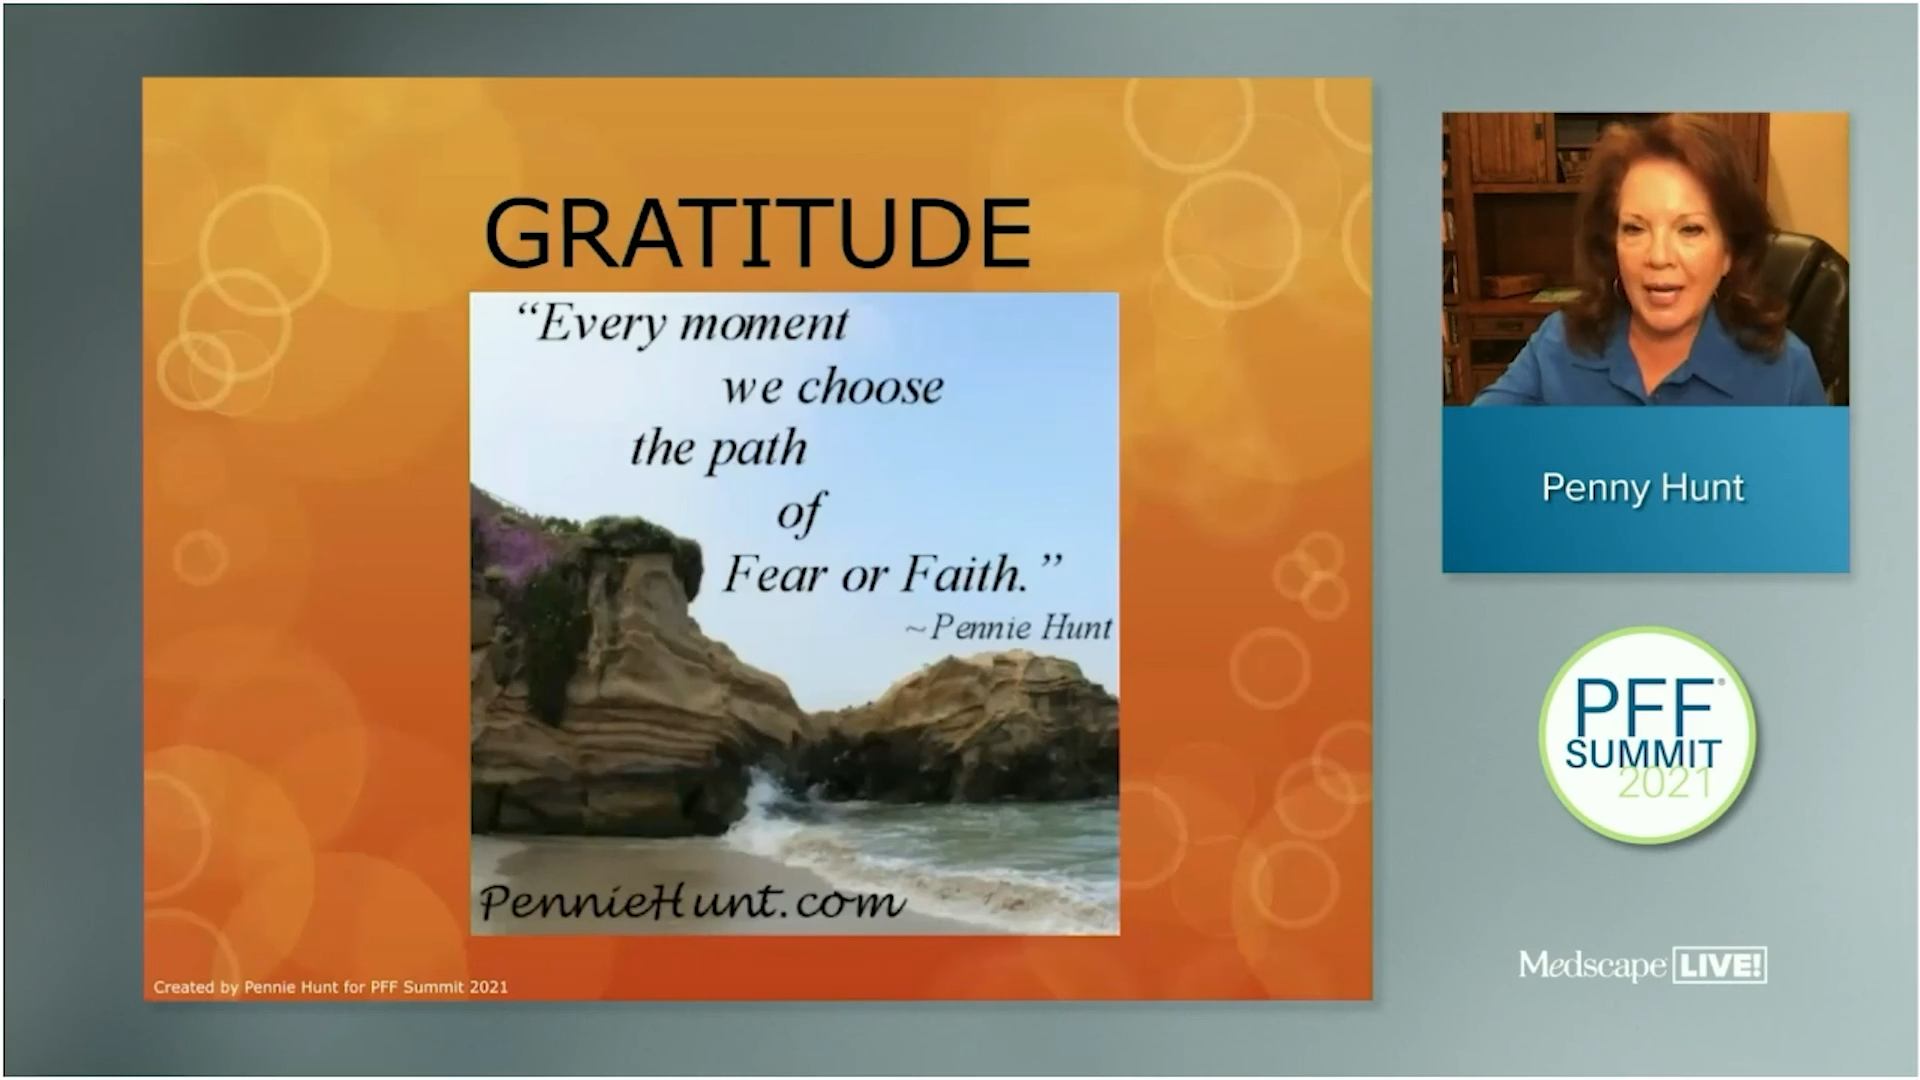 GRATITUDE
“Every moment
we choose
the path
of
Fear or Faith.”
~Pennie Hunt
PennieHunt.com
Created by Pennie Hunt for PFF Summit 2021
Penny Hunt
PFF®
SUMMIT
2021
Medscape LIVE!